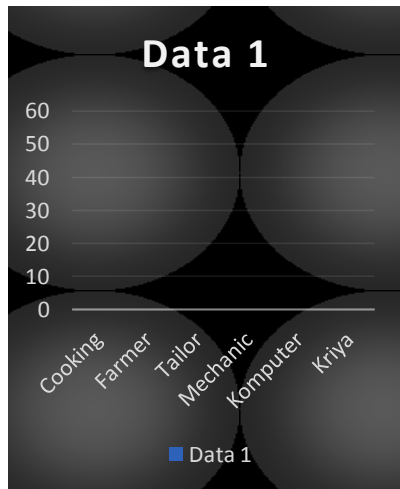 Data 1
60
50
40
30
20
10
0
Cooking
Farmer
Tailor
Mechanic
Komputer
Kriya
Data 1